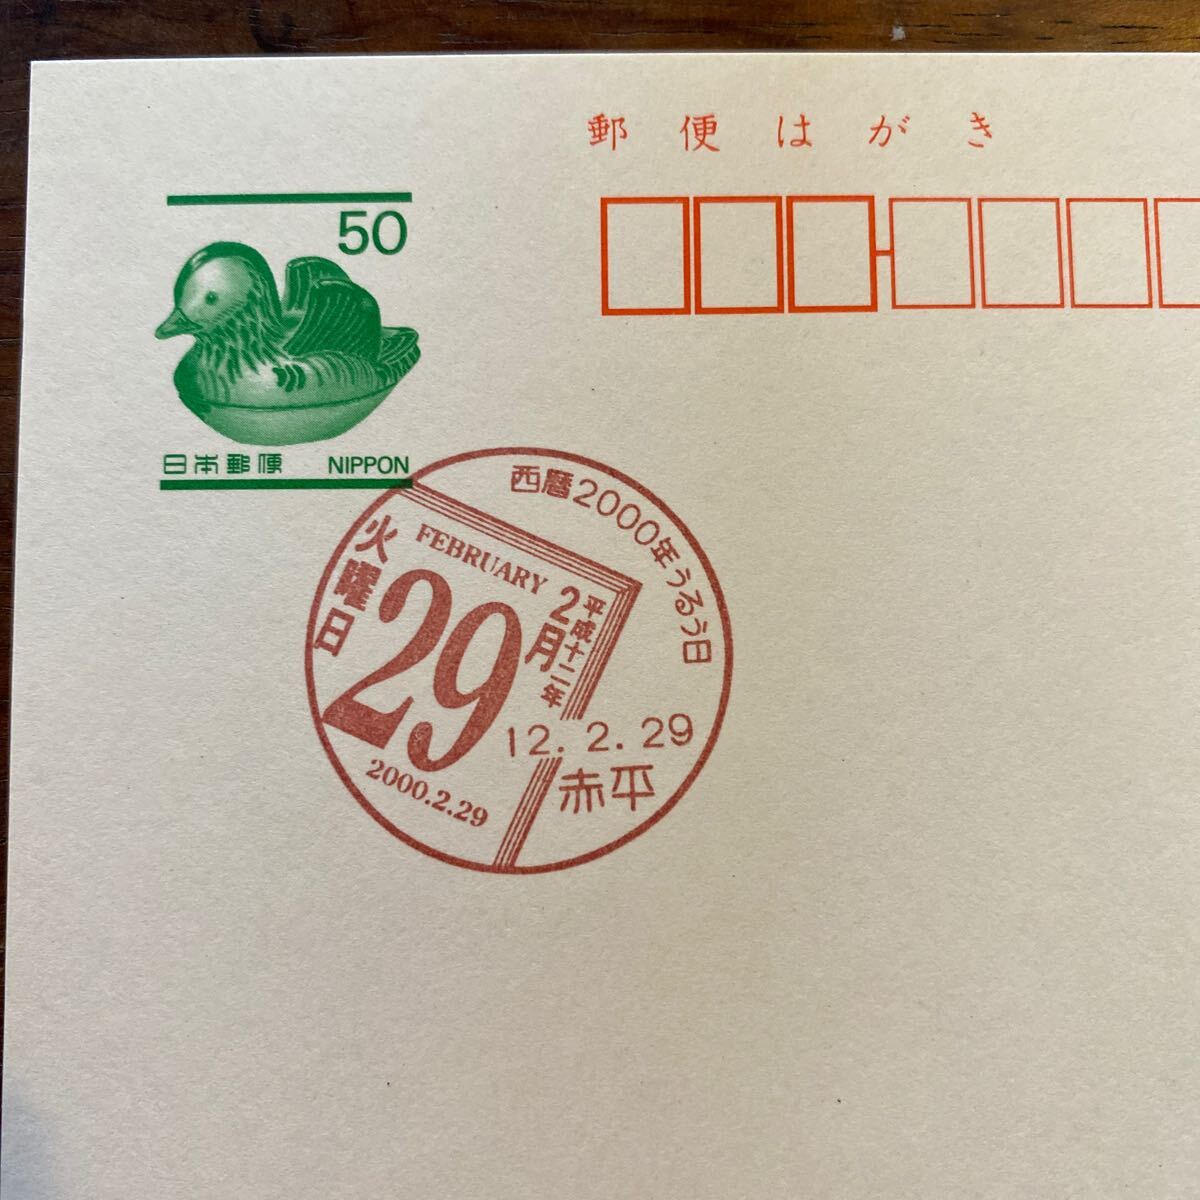 郵便はがき
50
日本郵便 NIPPON
西暦2000年うるう日
FEBRUARY
火曜日
29
2月
平成十二年
2000.2.29
12.2.29
赤平